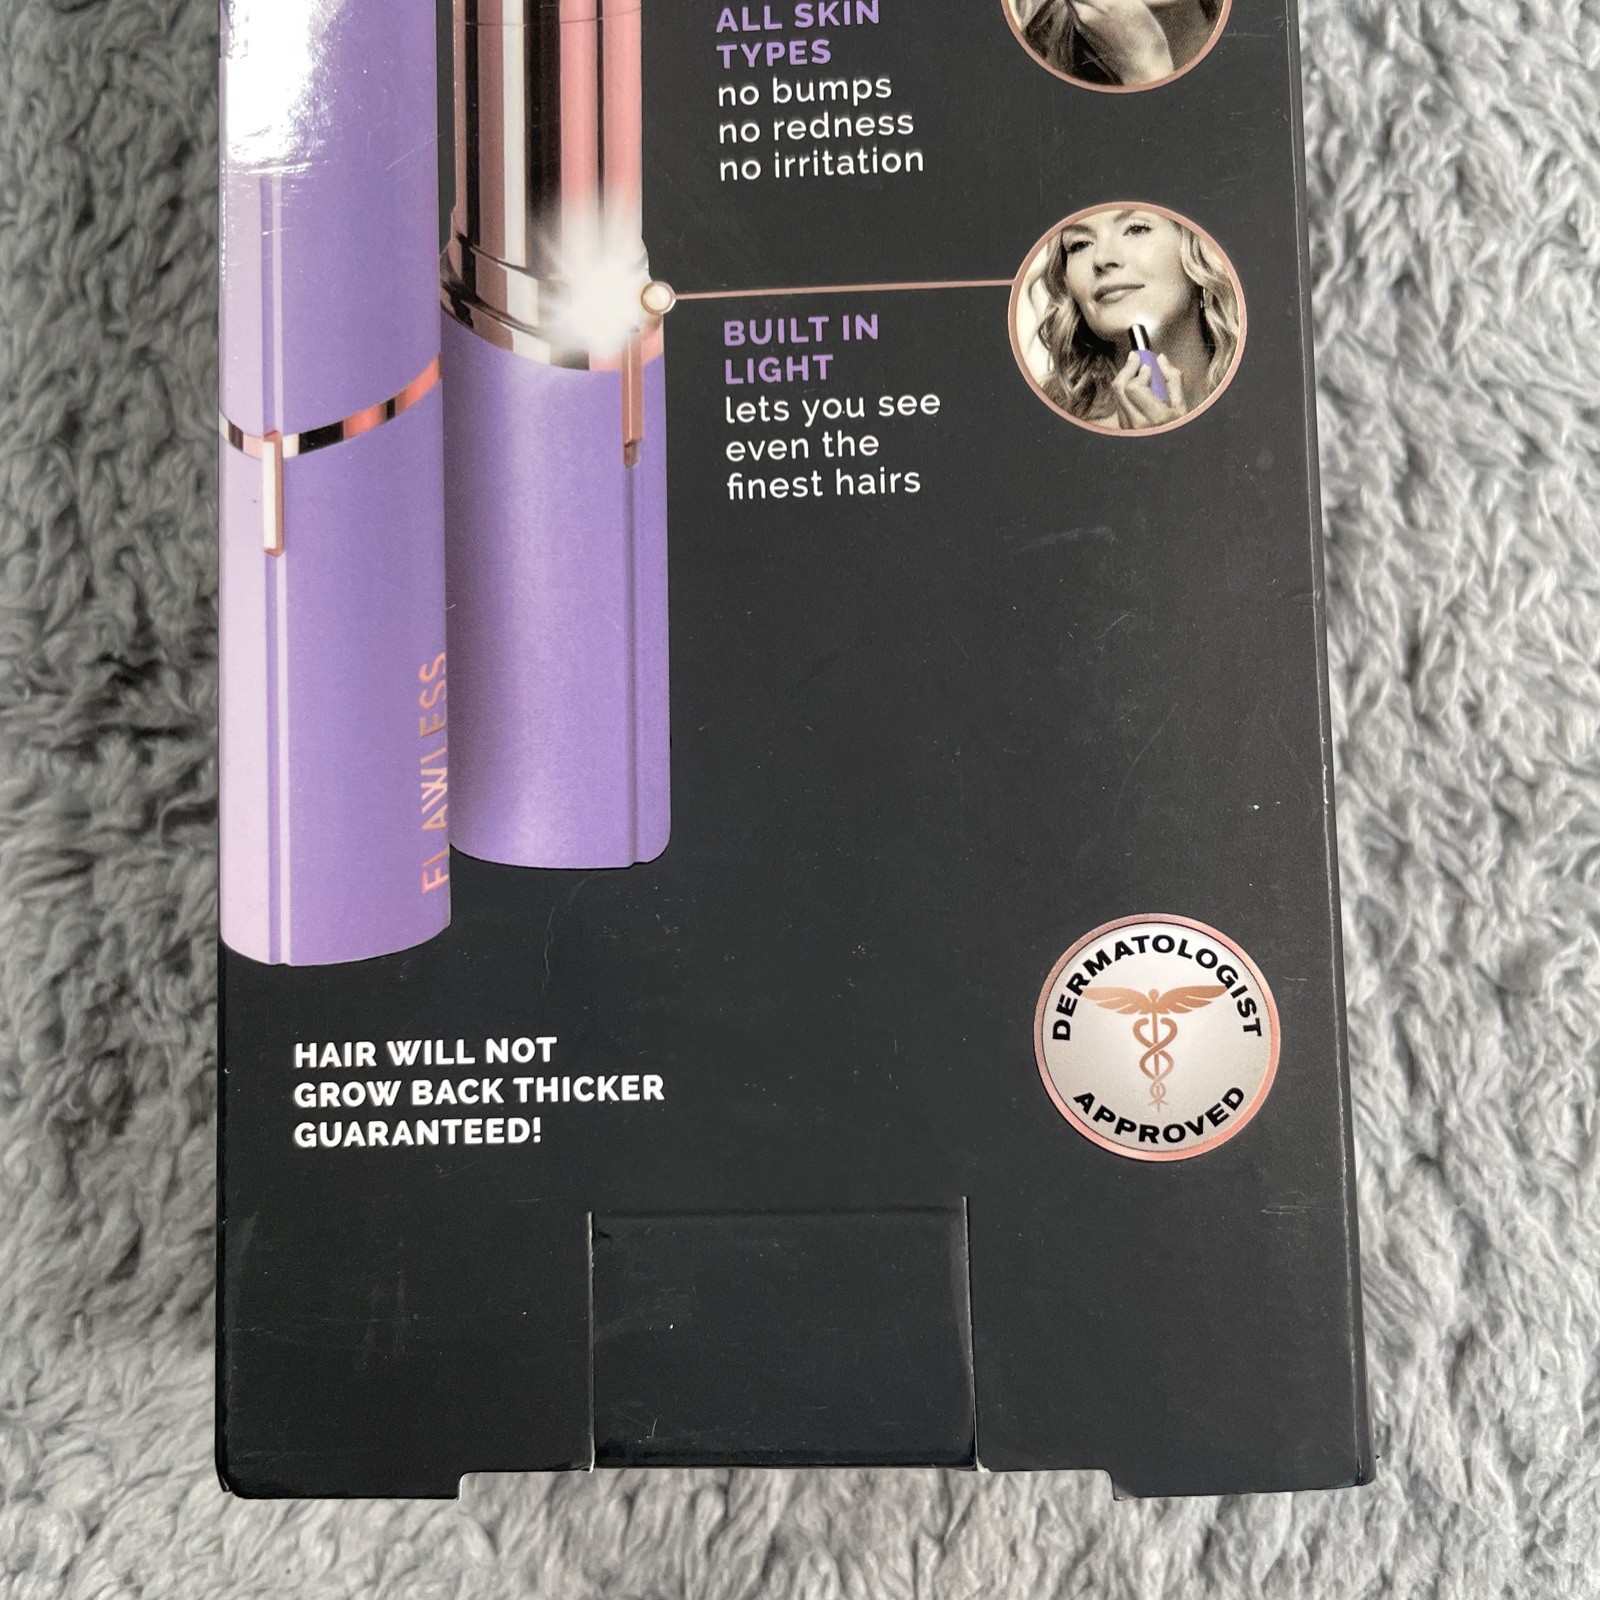 ALL SKIN
TYPES
no bumps
no redness
no irritation
BUILT IN
LIGHT
lets you see
even the
finest hairs
FLAWLESS
HAIR WILL NOT
GROW BACK THICKER
GUARANTEED!
DERMATOLOGIST
APPROVED